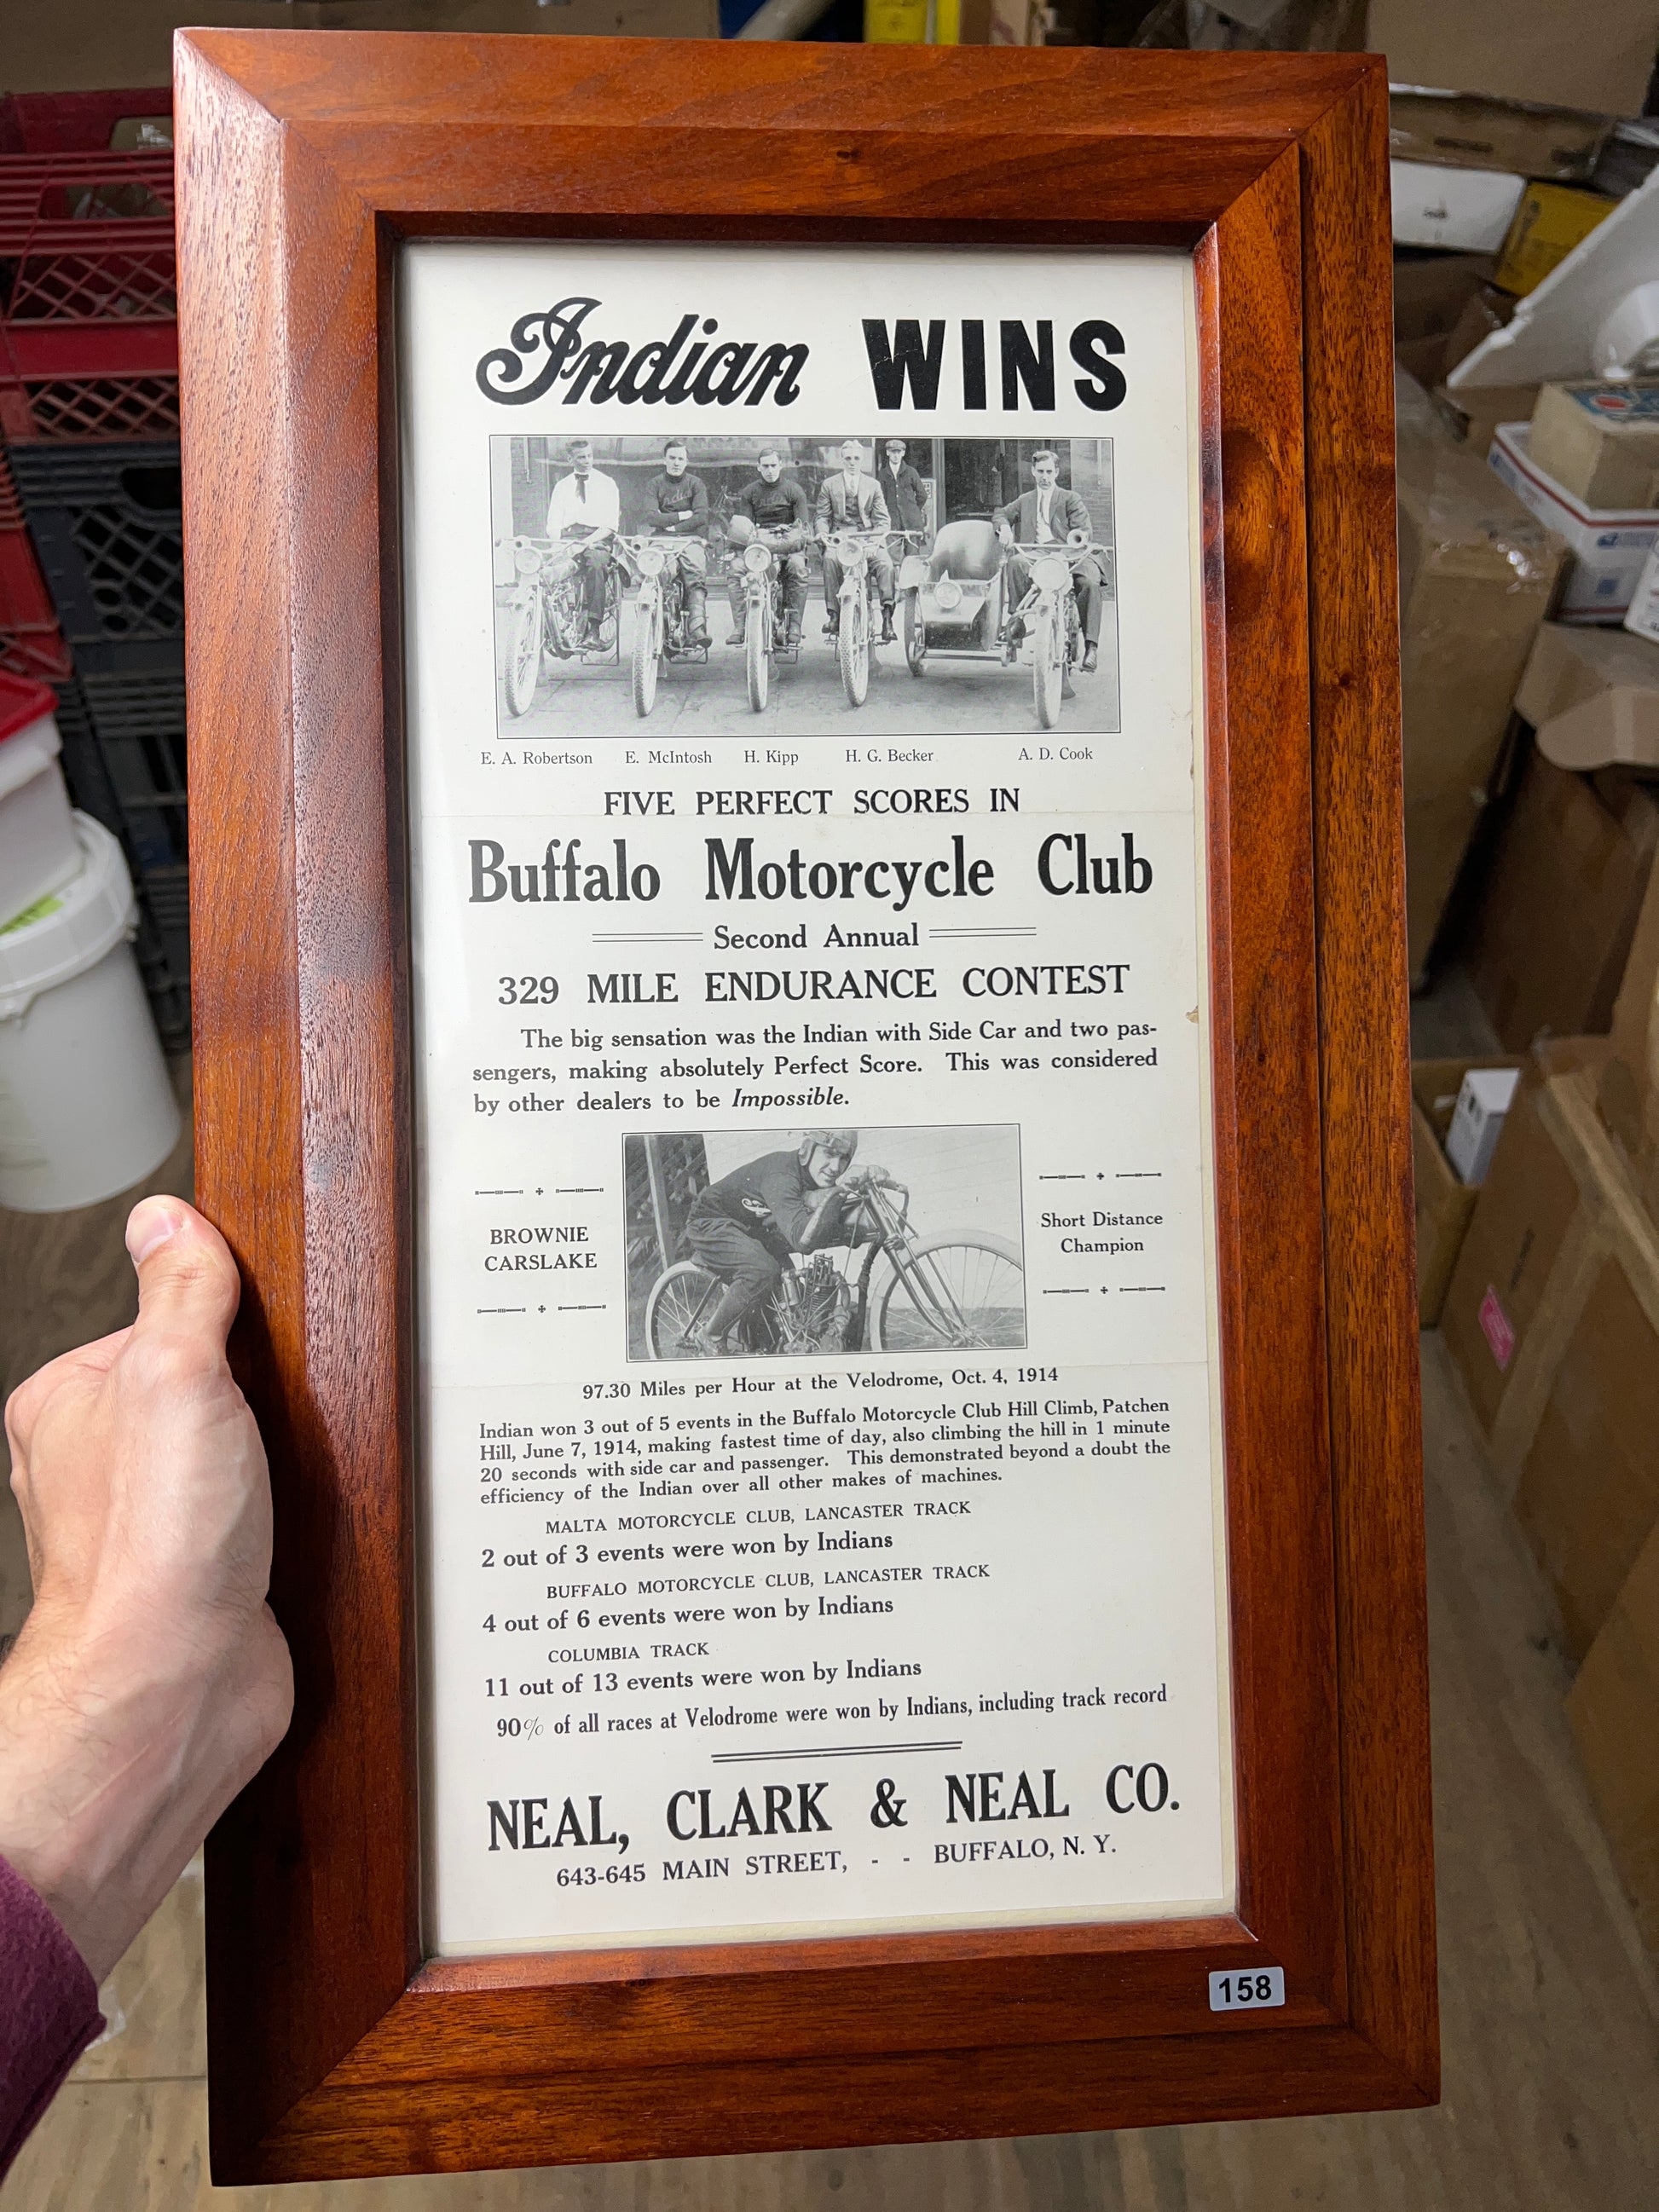 Indian WINS
E. A. Robertson E. McIntosh H. Kipp H. G. Becker A. D. Cook
FIVE PERFECT SCORES IN
Buffalo Motorcycle Club
Second Annual
329 MILE ENDURANCE CONTEST
The big sensation was the Indian with Side Car and two pas-
sengers, making absolutely Perfect Score. This was considered
by other dealers to be Impossible.
BROWNIE
CARSLAKE
Short Distance
Champion
97.30 Miles per Hour at the Velodrome, Oct. 4, 1914
Indian won 3 out of 5 events in the Buffalo Motorcycle Club Hill Climb, Patchen
Hill, June 7, 1914, making fastest time of day, also climbing the hill in 1 minute
20 seconds with side car and passenger. This demonstrated beyond a doubt the
efficiency of the Indian over all other makes of machines.
MALTA MOTORCYCLE CLUB, LANCASTER TRACK
2 out of 3 events were won by Indians
BUFFALO MOTORCYCLE CLUB, LANCASTER TRACK
4 out of 6 events were won by Indians
COLUMBIA TRACK
11 out of 13 events were won by Indians
90% of all races at Velodrome were won by Indians, including track record
NEAL, CLARK & NEAL CO.
643-645 MAIN STREET, - - BUFFALO, N. Y.
158